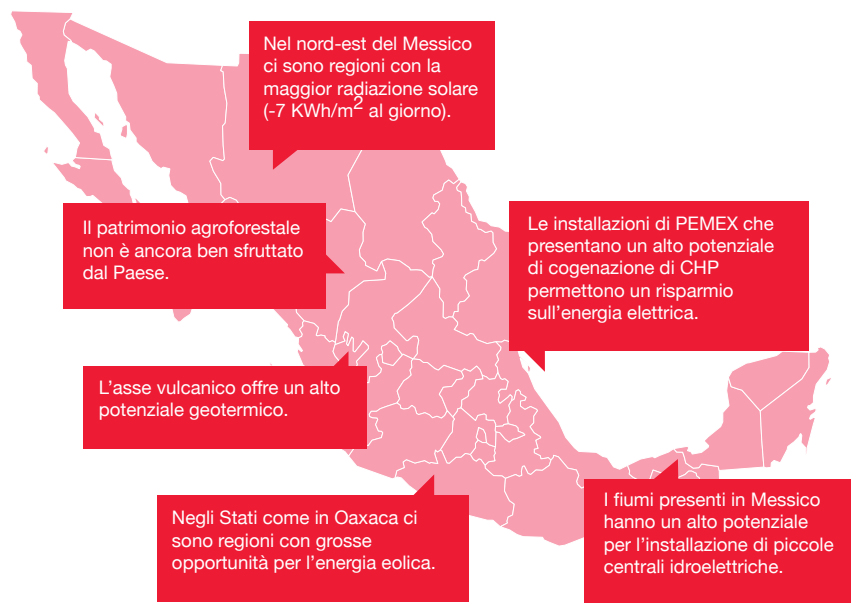 Nel nord-est del Messico
ci sono regioni con la
maggior radiazione solare
(-7 KWh/m² al giorno).
Il patrimonio agroforestale
non è ancora ben sfruttato
dal Paese.
Le installazioni di PEMEX che
presentano un alto potenziale
di cogenazione di CHP
permettono un risparmio
sull'energia elettrica.
L'asse vulcanico offre un alto
potenziale geotermico.
Negli Stati come in Oaxaca ci
sono regioni con grosse
opportunità per l'energia eolica.
I fiumi presenti in Messico
hanno un alto potenziale
per l'installazione di piccole
centrali idroelettriche.